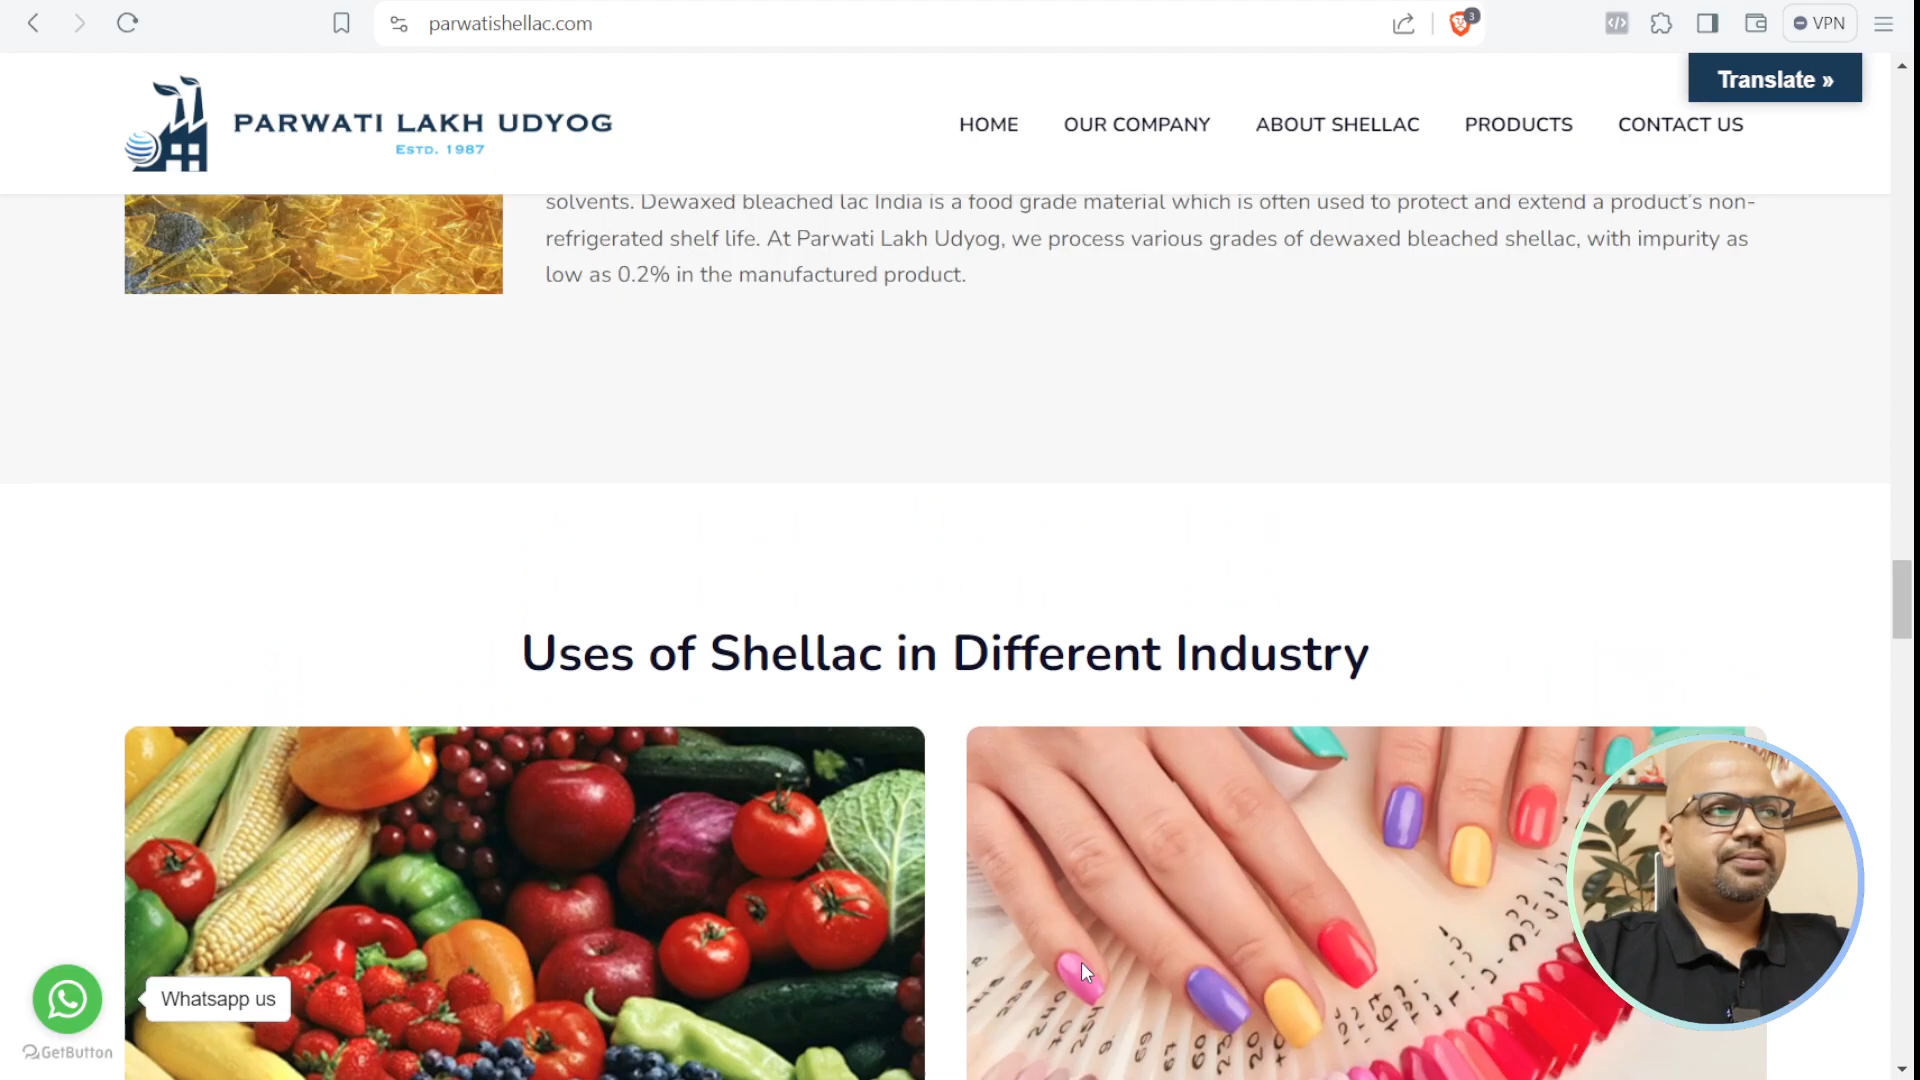 parwatishellac.com
3
VPN
Translate »
PARWATI LAKH UDYOG
ESTD. 1987
HOME
OUR COMPANY
ABOUT SHELLAC
PRODUCTS
CONTACT US
solvents. Dewaxed bleached lac India is a food grade material which is often used to protect and extend a product's non-
refrigerated shelf life. At Parwati Lakh Udyog, we process various grades of dewaxed bleached shellac, with impurity as
low as 0.2% in the manufactured product.
Uses of Shellac in Different Industry
Whatsapp us
GetButton